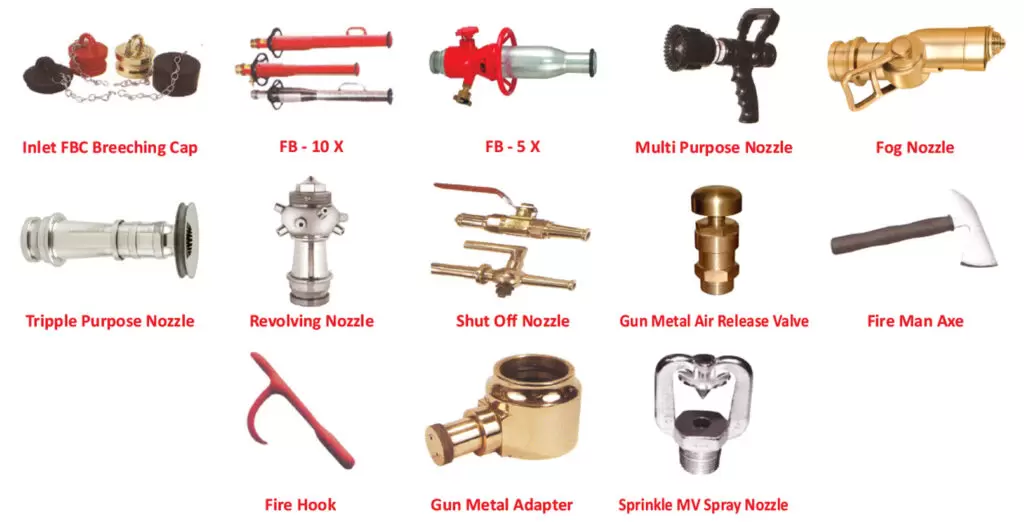 Inlet FBC Breeching Cap
FB - 10 X
FB - 5 X
Multi Purpose Nozzle
Fog Nozzle
Tripple Purpose Nozzle
Revolving Nozzle
Shut Off Nozzle
Gun Metal Air Release Valve
Fire Man Axe
Fire Hook
Gun Metal Adapter
Sprinkle MV Spray Nozzle